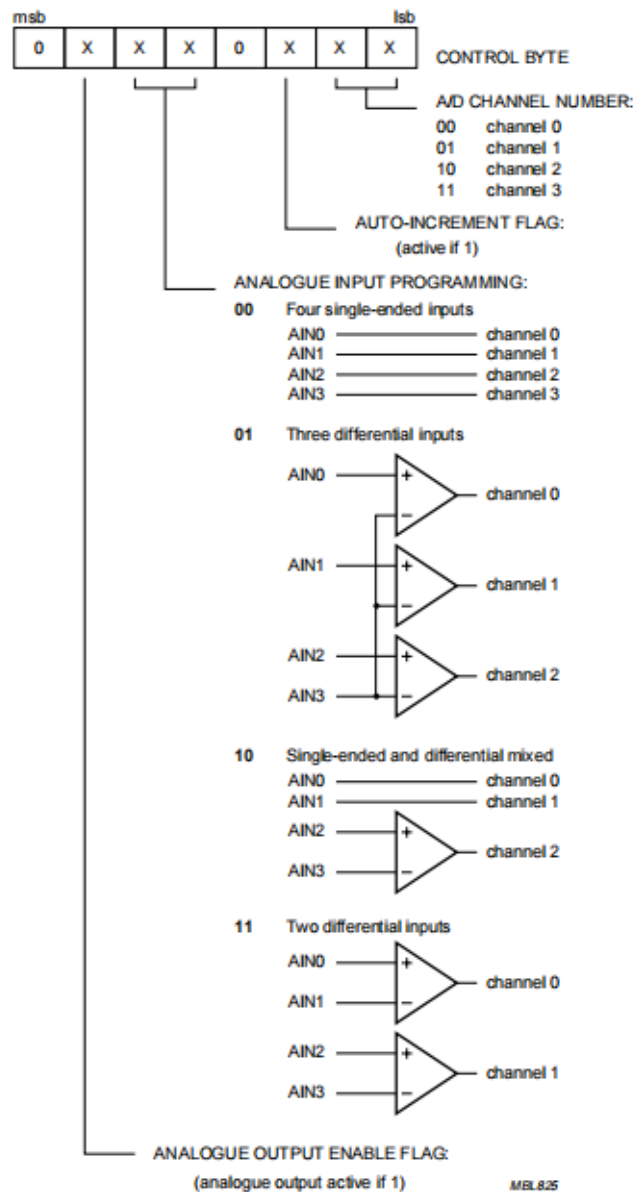 msb lsb
0 X X X 0 X X X
CONTROL BYTE
A/D CHANNEL NUMBER:
00 channel 0
01 channel 1
10 channel 2
11 channel 3
AUTO-INCREMENT FLAG:
(active if 1)
ANALOGUE INPUT PROGRAMMING:
00 Four single-ended inputs
AIN0 channel 0
AIN1 channel 1
AIN2 channel 2
AIN3 channel 3
01 Three differential inputs
AIN0 + − channel 0
AIN1 + − channel 1
AIN2 + channel 2
AIN3 −
10 Single-ended and differential mixed
AIN0 channel 0
AIN1 channel 1
AIN2 + channel 2
AIN3 −
11 Two differential inputs
AIN0 + channel 0
AIN1 −
AIN2 + channel 1
AIN3 −
ANALOGUE OUTPUT ENABLE FLAG:
(analogue output active if 1)
MBL825